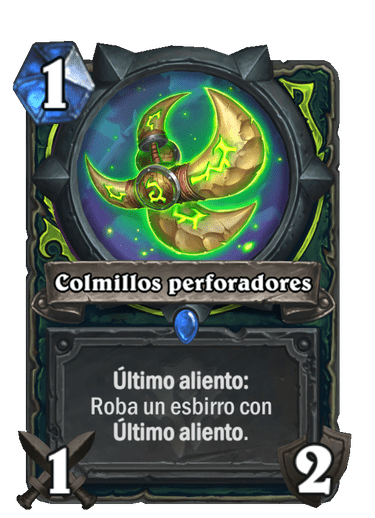 1
Colmillos perforadores
Último aliento:
Roba un esbirro con
Último aliento.
1
2